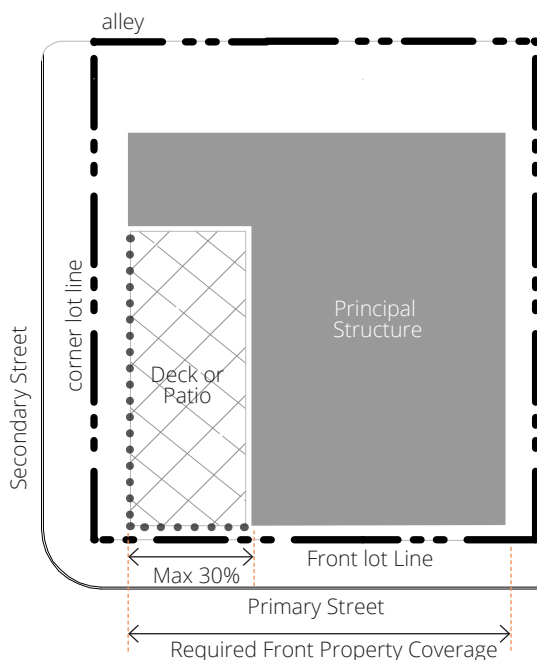 alley
corner lot line
Secondary Street
Principal
Structure
Deck or
Patio
Front lot Line
Max 30%
Primary Street
Required Front Property Coverage